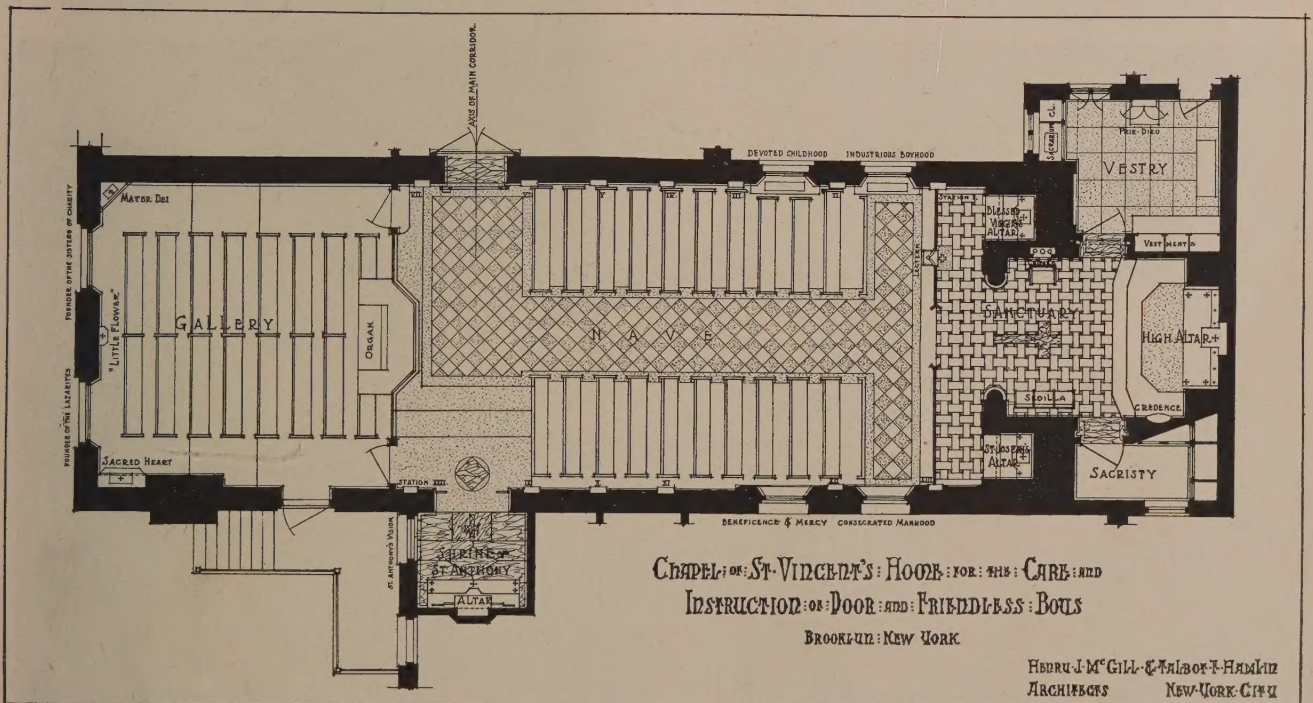 AXIS OF MAIN CORRIDOR
FOUNDER OF THE SISTERS OF CHARITY
MATER DEI
"LITTLE FLOWER"
GALLERY
ORGAN
FOUNDER OF THE LAZARITES
SACRED HEART
VII
NAVE
DEVOTED CHILDHOOD
INDUSTRIOUS BOYHOOD
LECTERN
STATION I
BLESSED
VIRGIN'S
ALTAR
SACRARIUM
CL.
PRIE-DIEU
VESTRY
VESTMENTS
SANCTUARY
HIGH ALTAR
SEDILIA
CREDENCE
ST. JOSEPH'S
ALTAR
SACRISTY
STATION XIII
X
XI
BENEFICENCE & MERCY
CONSECRATED MANHOOD
ST. ANTHONY'S VISION
SHRINE OF
ST. ANTHONY
ALTAR
CHAPEL : OF : ST. VINCENT'S : HOME : FOR : THE : CARE : AND
INSTRUCTION : OF : POOR : AND : FRIENDLESS : BOYS
BROOKLYN : NEW YORK
HENRY · J · McGILL · & · TALBOT · F · HAMLIN
ARCHITECTS NEW · YORK · CITY